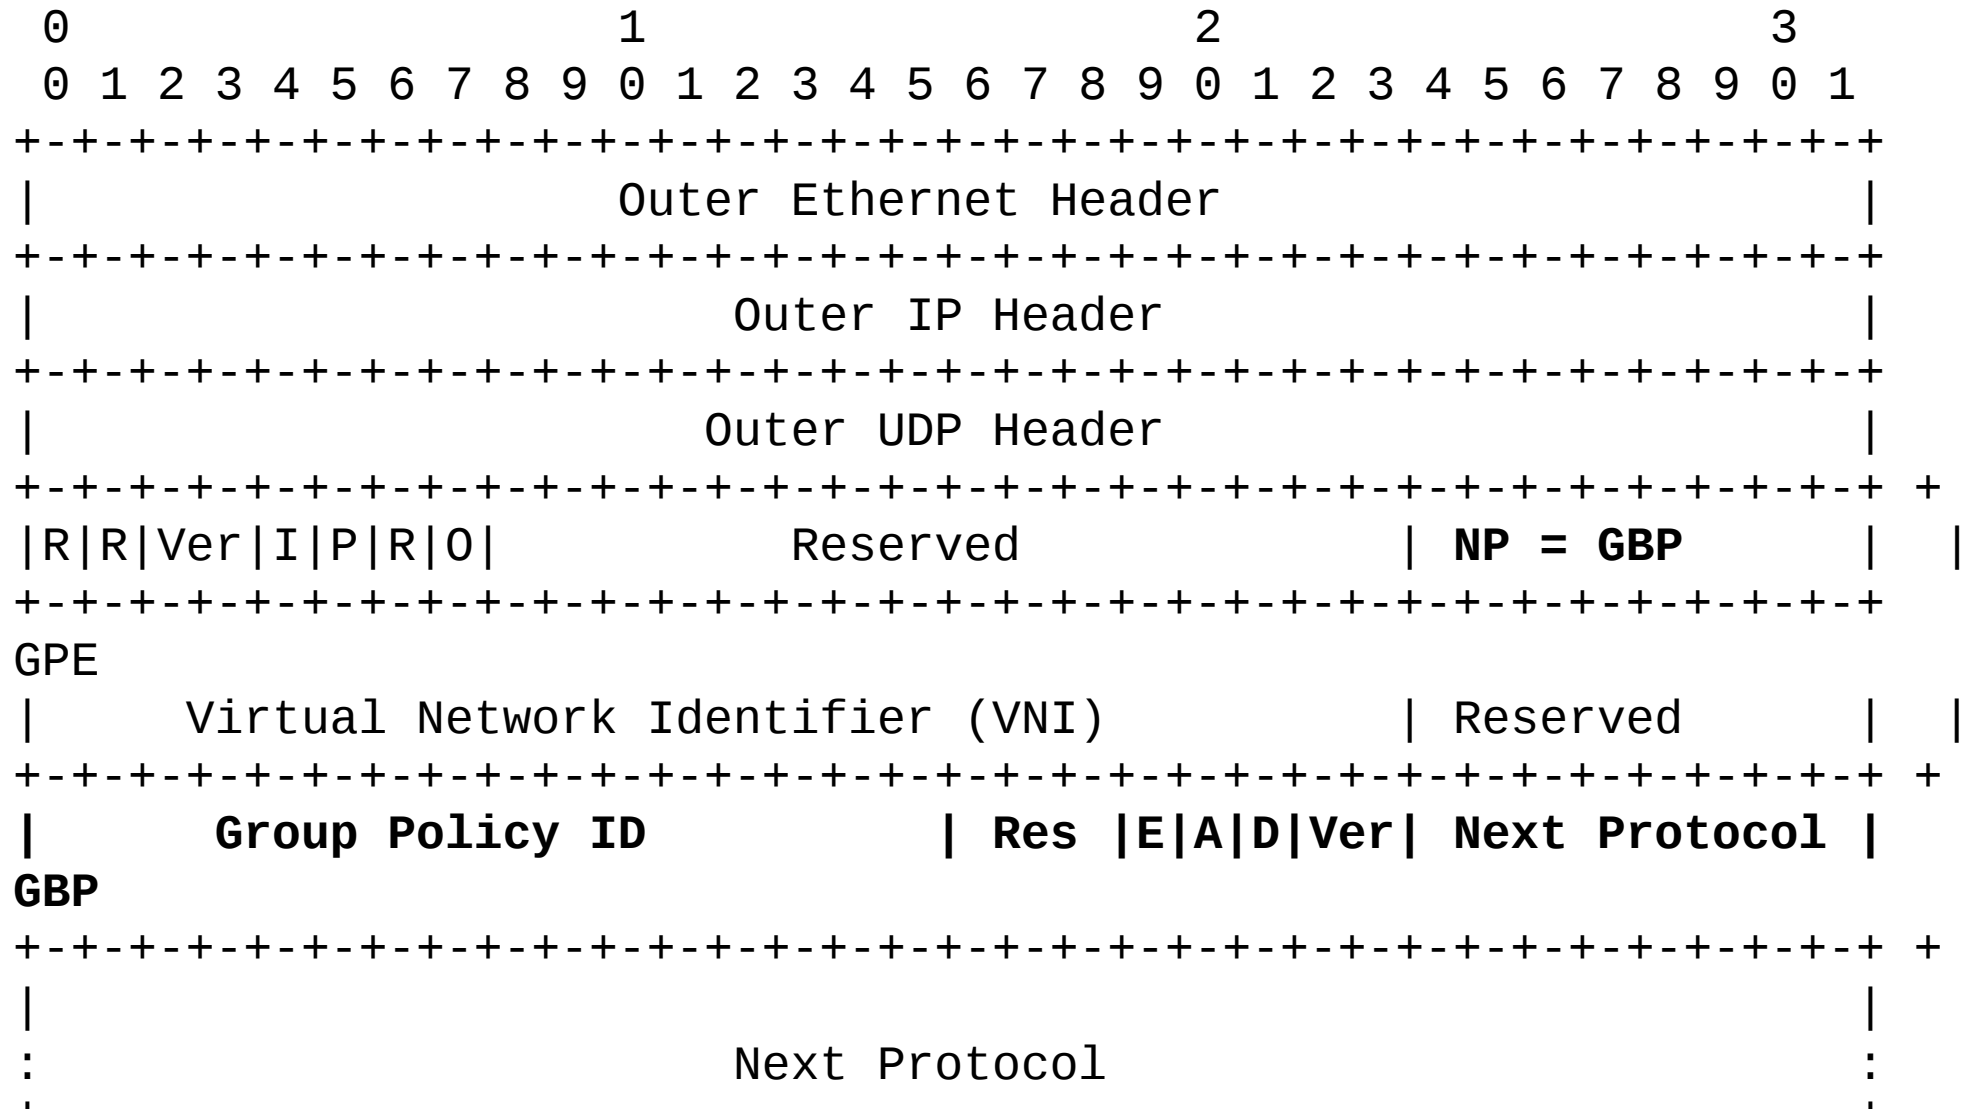 0                   1                   2                   3
 0 1 2 3 4 5 6 7 8 9 0 1 2 3 4 5 6 7 8 9 0 1 2 3 4 5 6 7 8 9 0 1
+-+-+-+-+-+-+-+-+-+-+-+-+-+-+-+-+-+-+-+-+-+-+-+-+-+-+-+-+-+-+-+-+
|                    Outer Ethernet Header                      |
+-+-+-+-+-+-+-+-+-+-+-+-+-+-+-+-+-+-+-+-+-+-+-+-+-+-+-+-+-+-+-+-+
|                        Outer IP Header                        |
+-+-+-+-+-+-+-+-+-+-+-+-+-+-+-+-+-+-+-+-+-+-+-+-+-+-+-+-+-+-+-+-+
|                       Outer UDP Header                        |
+-+-+-+-+-+-+-+-+-+-+-+-+-+-+-+-+-+-+-+-+-+-+-+-+-+-+-+-+-+-+-+-+ +
|R|R|Ver|I|P|R|O|          Reserved             | NP = GBP      |  |
+-+-+-+-+-+-+-+-+-+-+-+-+-+-+-+-+-+-+-+-+-+-+-+-+-+-+-+-+-+-+-+-+
GPE
|     Virtual Network Identifier (VNI)          | Reserved      |  |
+-+-+-+-+-+-+-+-+-+-+-+-+-+-+-+-+-+-+-+-+-+-+-+-+-+-+-+-+-+-+-+-+ +
|      Group Policy ID          | Res |E|A|D|Ver| Next Protocol |
GBP
+-+-+-+-+-+-+-+-+-+-+-+-+-+-+-+-+-+-+-+-+-+-+-+-+-+-+-+-+-+-+-+-+ +
|                                                               |
:                        Next Protocol                          :
|                                                               |